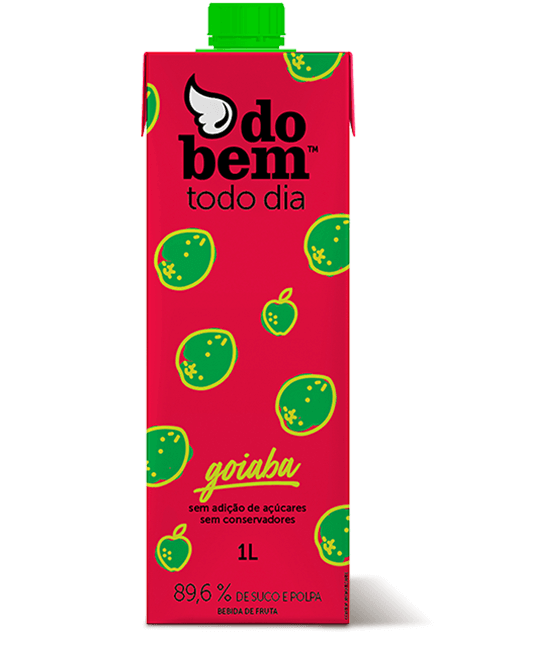 do
bem™
todo dia
goiaba
sem adição de açúcares
sem conservadores
1L
89,6 % DE SUCO E POLPA
BEBIDA DE FRUTA